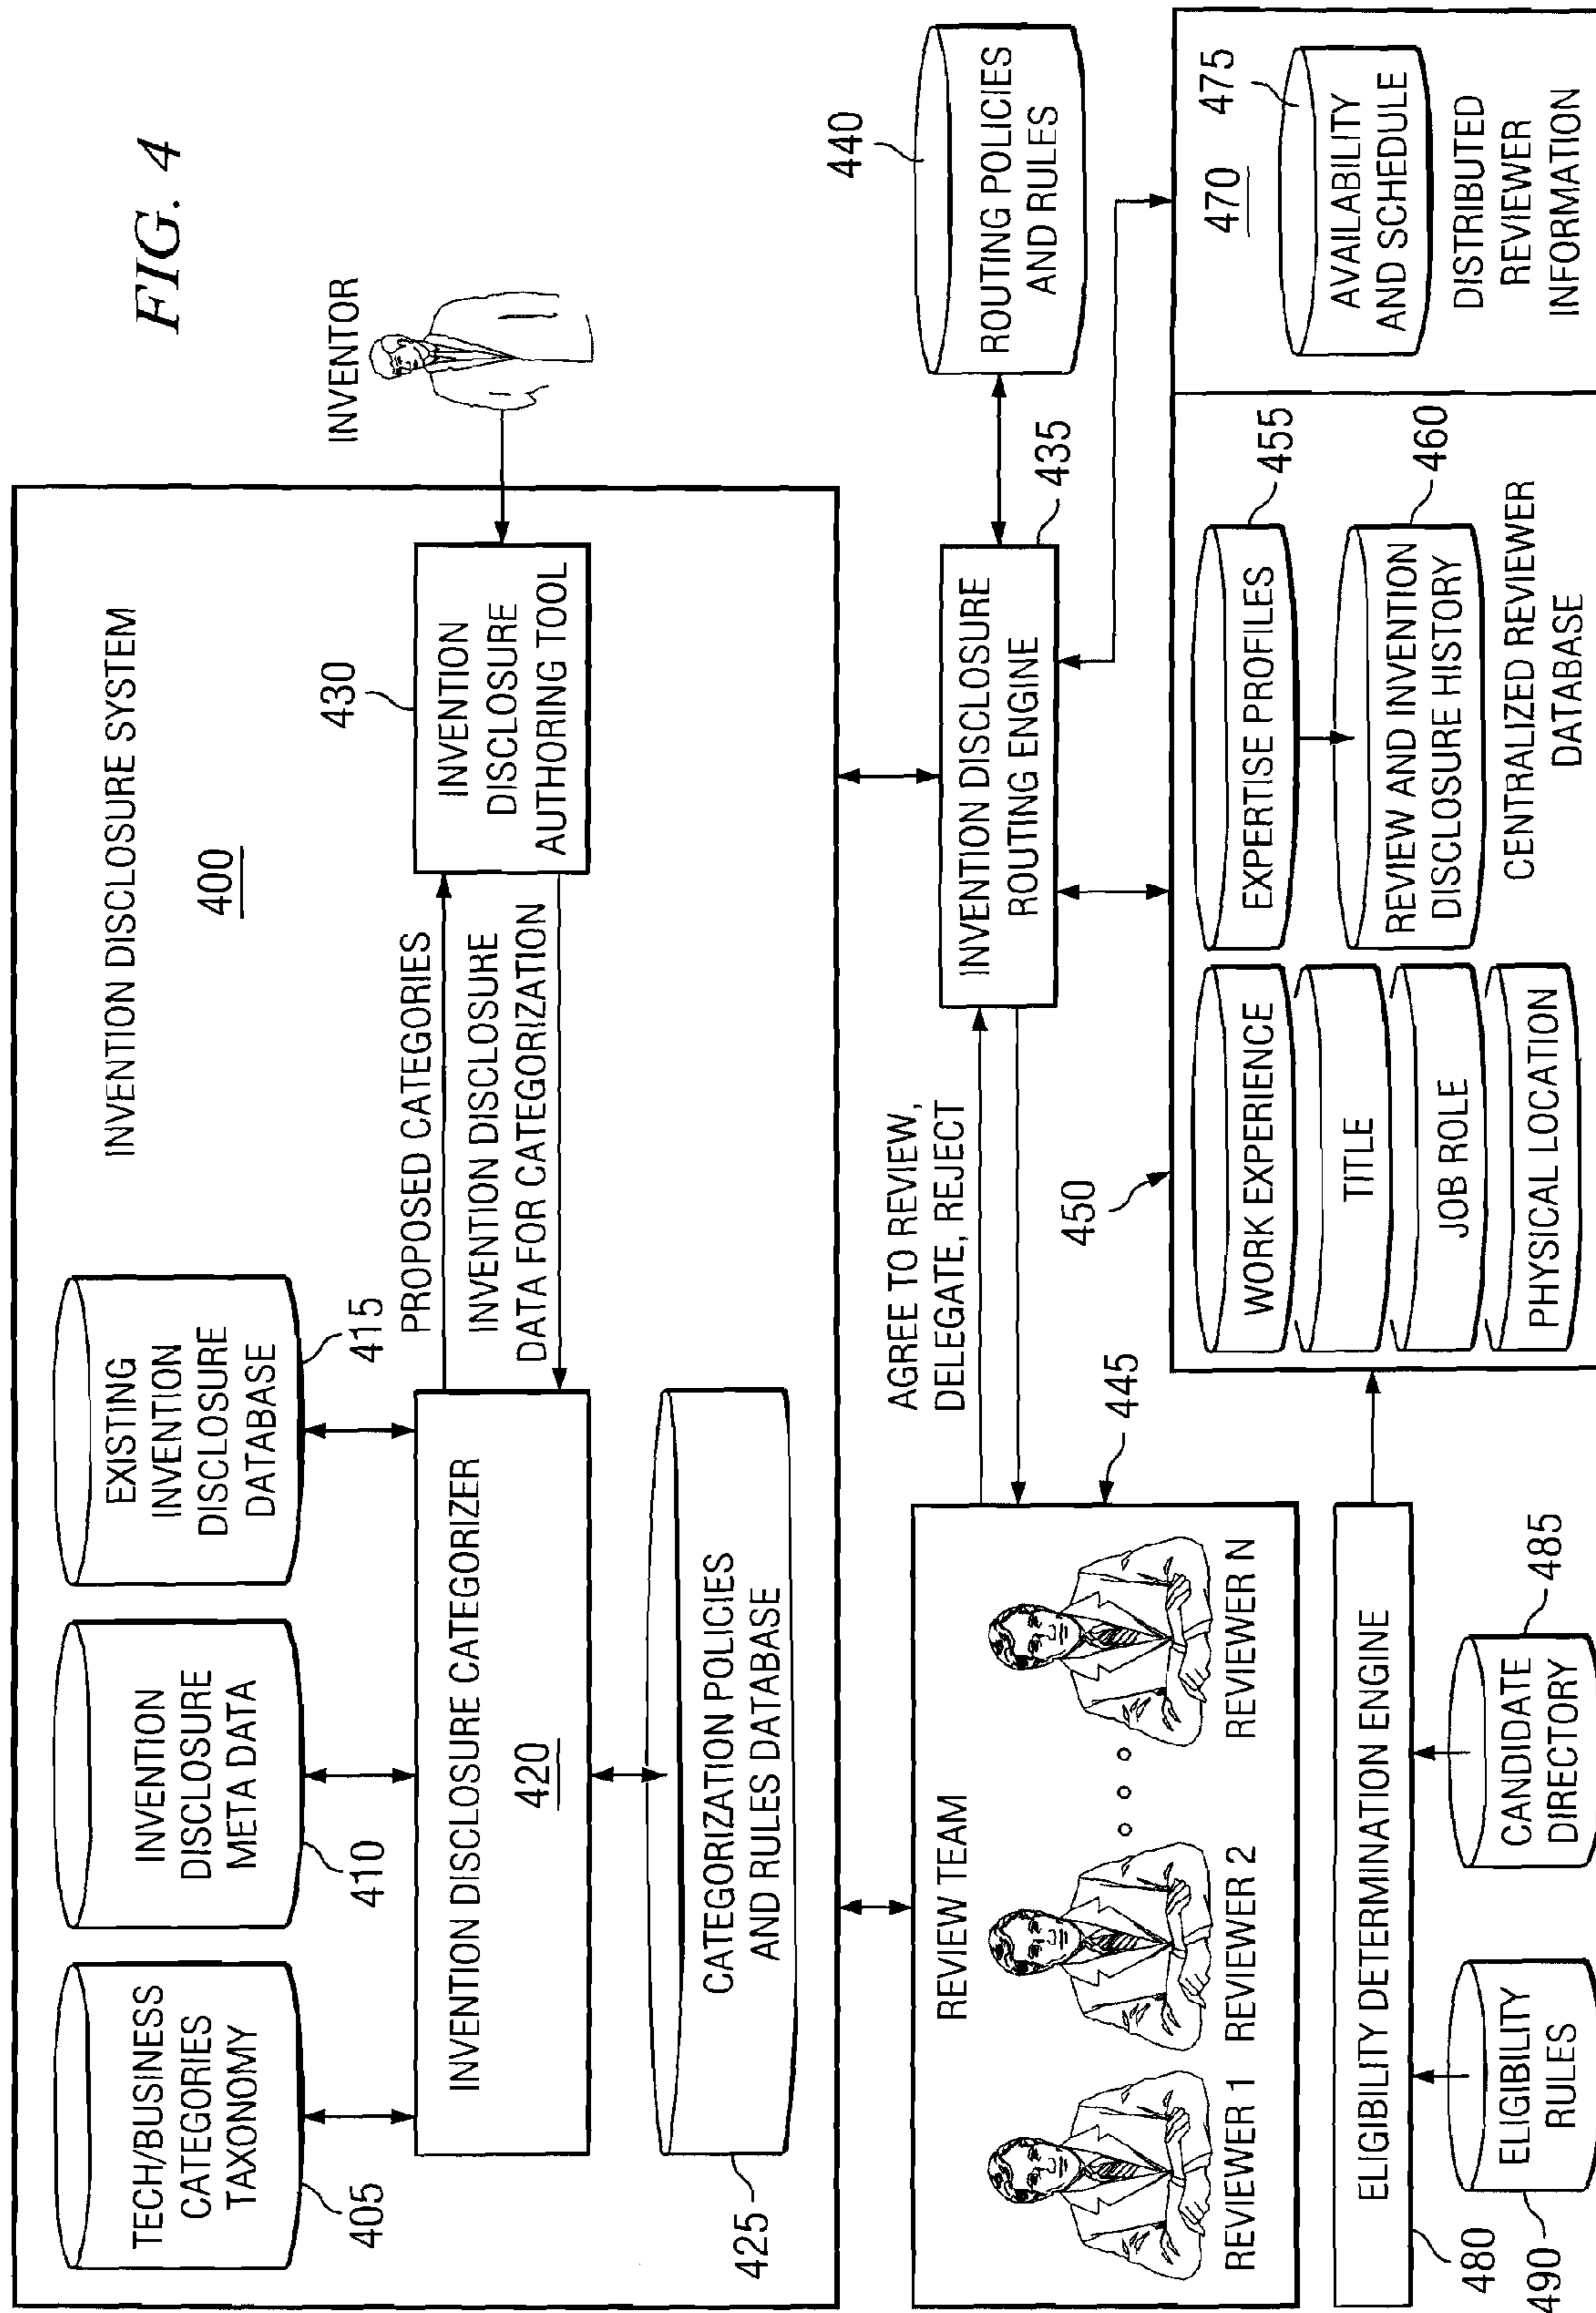 FIG. 4
INVENTION DISCLOSURE SYSTEM
400
TECH/BUSINESS
CATEGORIES
TAXONOMY
405
INVENTION
DISCLOSURE
META DATA
410
EXISTING
INVENTION
DISCLOSURE
DATABASE
415
INVENTION DISCLOSURE CATEGORIZER
420
PROPOSED CATEGORIES
INVENTION DISCLOSURE
DATA FOR CATEGORIZATION
430
INVENTION
DISCLOSURE
AUTHORING TOOL
INVENTOR
CATEGORIZATION POLICIES
AND RULES DATABASE
425
REVIEW TEAM
REVIEWER 1
REVIEWER 2
REVIEWER N
445
AGREE TO REVIEW,
DELEGATE, REJECT
INVENTION DISCLOSURE
ROUTING ENGINE
435
440
ROUTING POLICIES
AND RULES
ELIGIBILITY DETERMINATION ENGINE
480
ELIGIBILITY
RULES
490
CANDIDATE
DIRECTORY
485
450
WORK EXPERIENCE
TITLE
JOB ROLE
PHYSICAL LOCATION
EXPERTISE PROFILES
455
REVIEW AND INVENTION
DISCLOSURE HISTORY
460
CENTRALIZED REVIEWER
DATABASE
470
475
AVAILABILITY
AND SCHEDULE
DISTRIBUTED
REVIEWER
INFORMATION